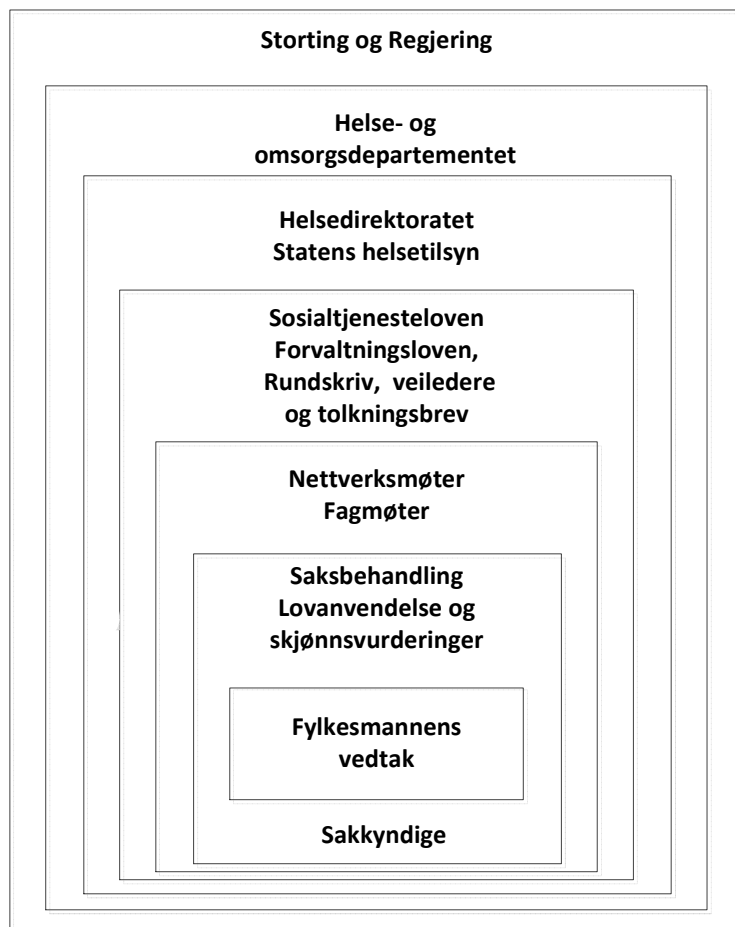 Storting og Regjering
Helse- og
omsorgsdepartementet
Helsedirektoratet
Statens helsetilsyn
Sosialtjenesteloven
Forvaltningsloven,
Rundskriv, veiledere
og tolkningsbrev
Nettverksmøter
Fagmøter
Saksbehandling
Lovanvendelse og
skjønnsvurderinger
Fylkesmannens
vedtak
Sakkyndige